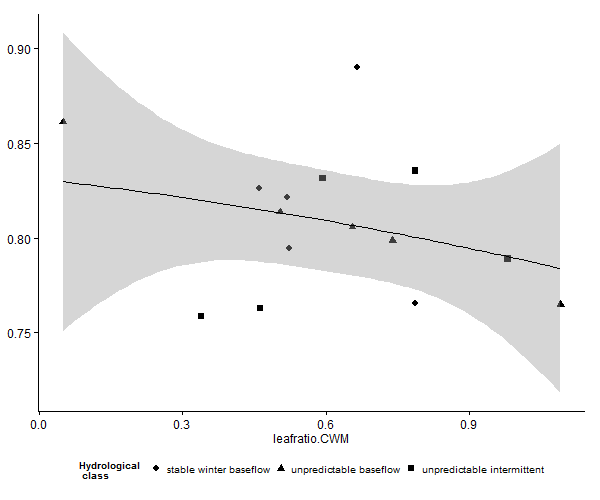 0.90
0.85
0.80
0.75
0.0 0.3 0.6 0.9
leafratio.CWM
Hydrological
class
stable winter baseflow unpredictable baseflow unpredictable intermittent